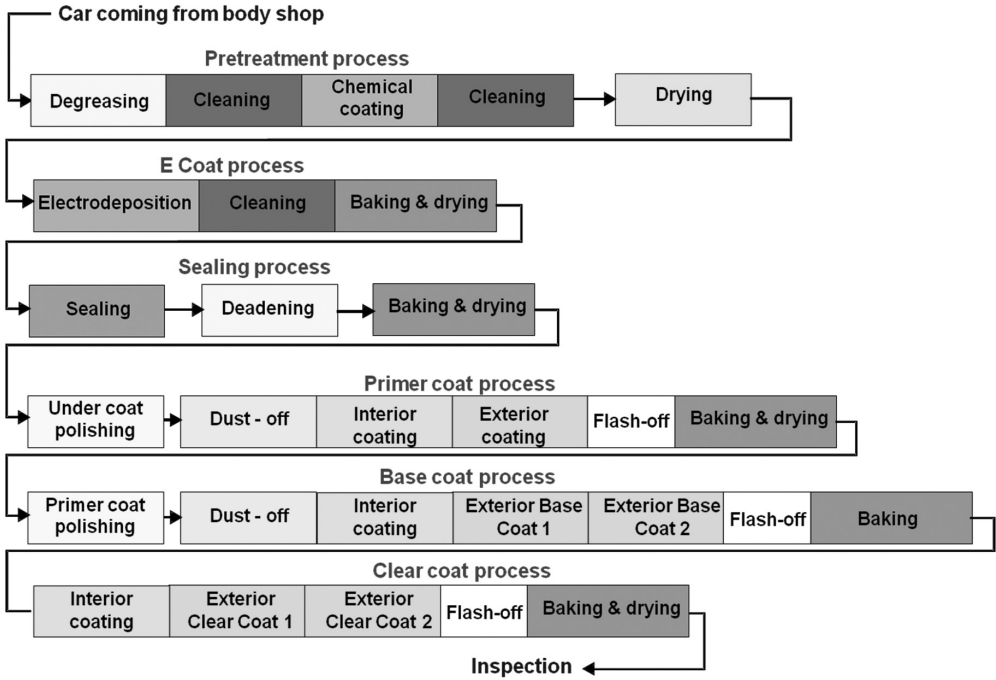 Car coming from body shop
Pretreatment process
Degreasing
Cleaning
Chemical
coating
Cleaning
Drying
E Coat process
Electrodeposition
Cleaning
Baking & drying
Sealing process
Sealing
Deadening
Baking & drying
Primer coat process
Under coat
polishing
Dust - off
Interior
coating
Exterior
coating
Flash-off
Baking & drying
Base coat process
Primer coat
polishing
Dust - off
Interior
coating
Exterior Base
Coat 1
Exterior Base
Coat 2
Flash-off
Baking
Clear coat process
Interior
coating
Exterior
Clear Coat 1
Exterior
Clear Coat 2
Flash-off
Baking & drying
Inspection